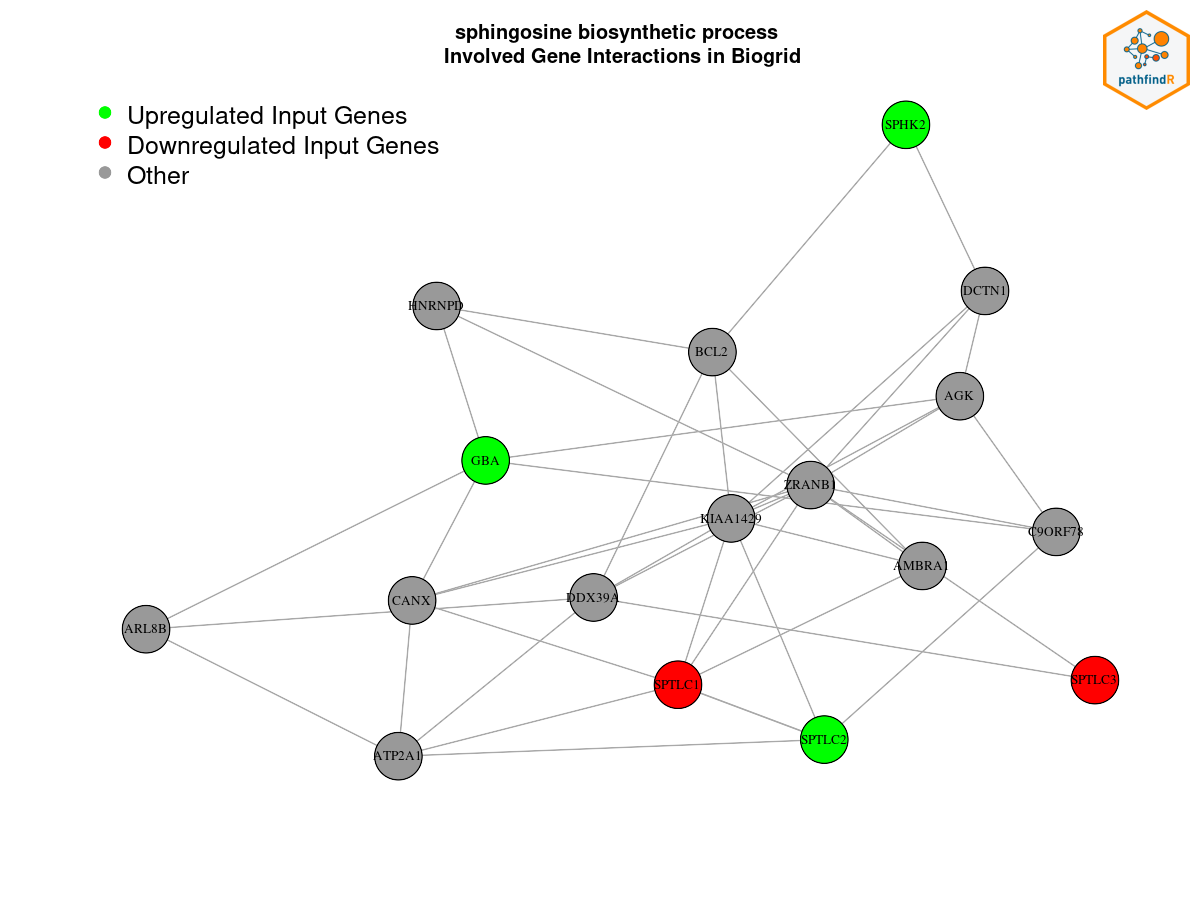 sphingosine biosynthetic process
Involved Gene Interactions in Biogrid
pathfindR
Upregulated Input Genes
Downregulated Input Genes
Other
SPHK2
DCTN1
HNRNPD
BCL2
AGK
GBA
ZRANB1
KIAA1429
C9ORF78
AMBRA1
CANX
DDX39A
ARL8B
SPTLC1
SPTLC3
SPTLC2
ATP2A1